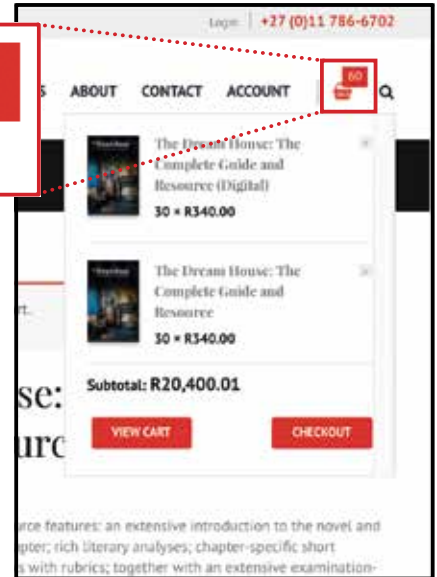 Login | +27 (0)11 786-6702
S ABOUT CONTACT ACCOUNT 60
The Dream House: The
Complete Guide and
Resource (Digital)
30 × R340.00
The Dream House: The
Complete Guide and
Resource
30 × R340.00
rt.
Subtotal: R20,400.01
se:
VIEW CART CHECKOUT
urc
urce features: an extensive introduction to the novel and
pter; rich literary analyses; chapter-specific short
s with rubrics; together with an extensive examination-